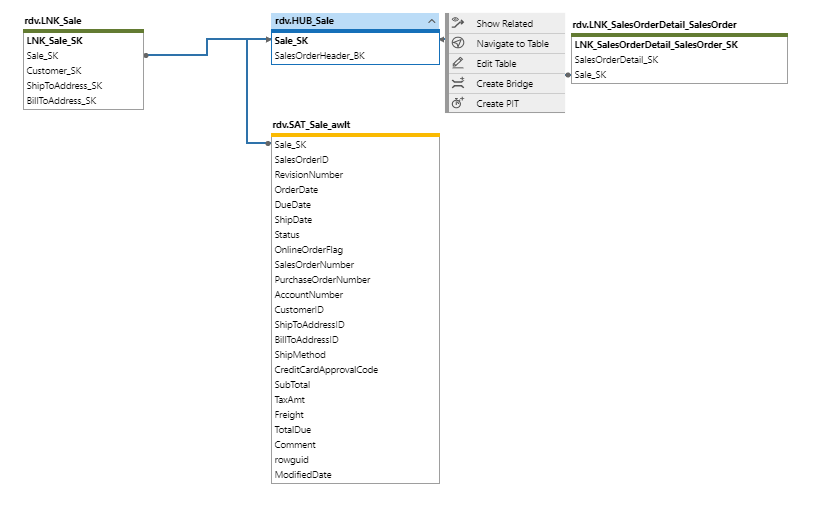 rdv.LNK_Sale
LNK_Sale_SK
Sale_SK
Customer_SK
ShipToAddress_SK
BillToAddress_SK
rdv.HUB_Sale
Sale_SK
SalesOrderHeader_BK
Show Related
Navigate to Table
Edit Table
Create Bridge
Create PIT
rdv.LNK_SalesOrderDetail_SalesOrder
LNK_SalesOrderDetail_SalesOrder_SK
SalesOrderDetail_SK
Sale_SK
rdv.SAT_Sale_awlt
Sale_SK
SalesOrderID
RevisionNumber
OrderDate
DueDate
ShipDate
Status
OnlineOrderFlag
SalesOrderNumber
PurchaseOrderNumber
AccountNumber
CustomerID
ShipToAddressID
BillToAddressID
ShipMethod
CreditCardApprovalCode
SubTotal
TaxAmt
Freight
TotalDue
Comment
rowguid
ModifiedDate